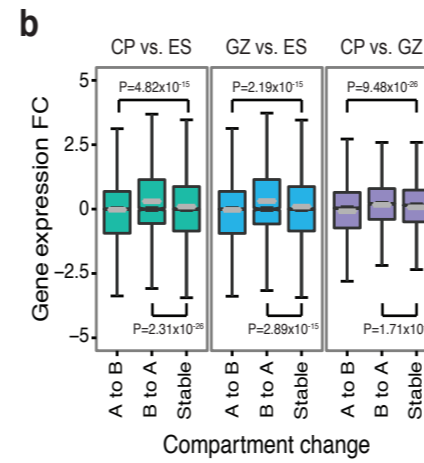 b
CP vs. ES
GZ vs. ES
CP vs. GZ
Gene expression FC
5
2.5
0
−2.5
−5
P=4.82x10-15
P=2.31x10-26
P=2.19x10-15
P=2.89x10-15
P=9.48x10-26
P=1.71x10
A to B
B to A
Stable
A to B
B to A
Stable
A to B
B to A
Stable
Compartment change